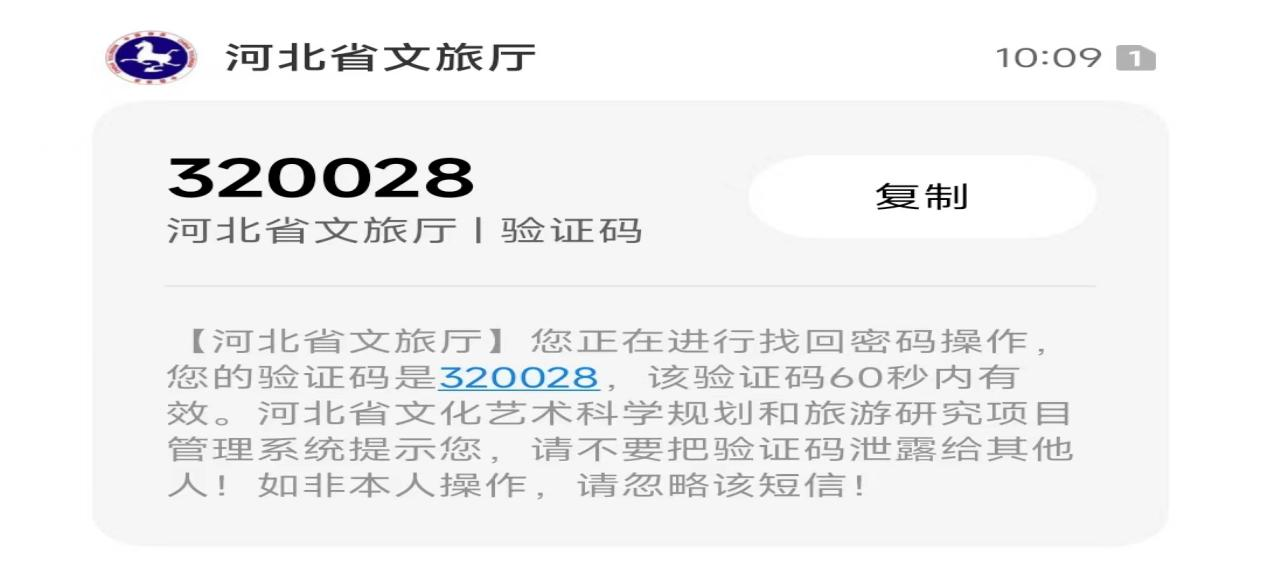 河北省文旅厅
10:09 1
320028
复制
河北省文旅厅 | 验证码
【河北省文旅厅】您正在进行找回密码操作，
您的验证码是320028，该验证码60秒内有
效。河北省文化艺术科学规划和旅游研究项目
管理系统提示您，请不要把验证码泄露给其他
人！如非本人操作，请忽略该短信！